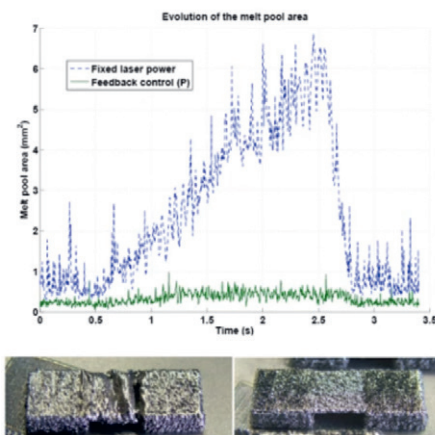 Evolution of the melt pool area
7
6
5
4
3
2
1
0
Melt pool area (mm²)
Fixed laser power
Feedback control (P)
0 0.5 1 1.5 2 2.5 3 3.5
Time (s)